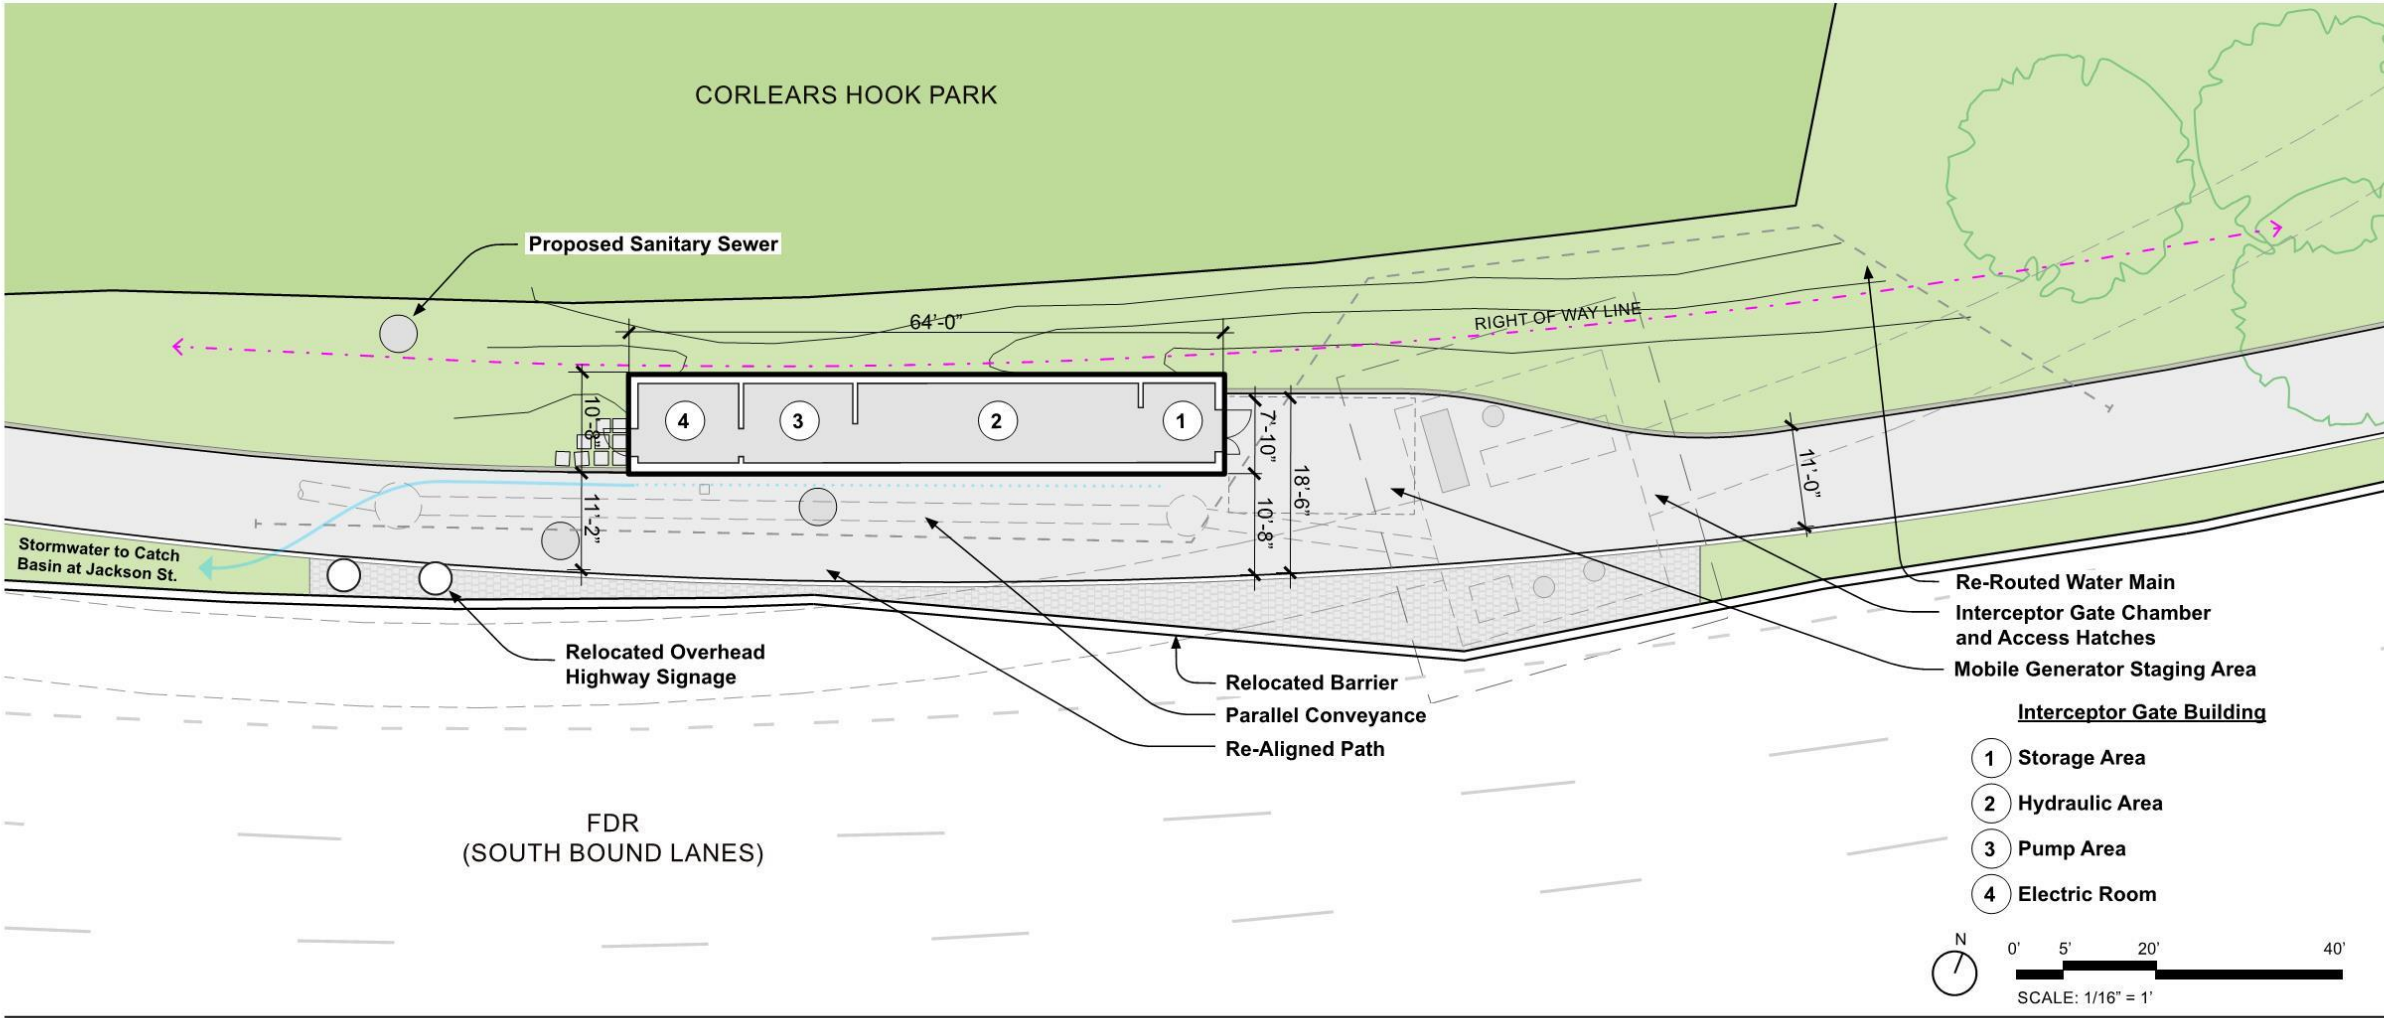 CORLEARS HOOK PARK
Proposed Sanitary Sewer
64'-0"
RIGHT OF WAY LINE
10'-8"
4
3
2
1
7'-10"
18'-6"
11'-0"
11'-2"
10'-8"
Stormwater to Catch
Basin at Jackson St.
Relocated Overhead
Highway Signage
Relocated Barrier
Parallel Conveyance
Re-Aligned Path
Re-Routed Water Main
Interceptor Gate Chamber
and Access Hatches
Mobile Generator Staging Area
Interceptor Gate Building
1 Storage Area
2 Hydraulic Area
3 Pump Area
4 Electric Room
FDR
(SOUTH BOUND LANES)
N
0' 5' 20' 40'
SCALE: 1/16" = 1'